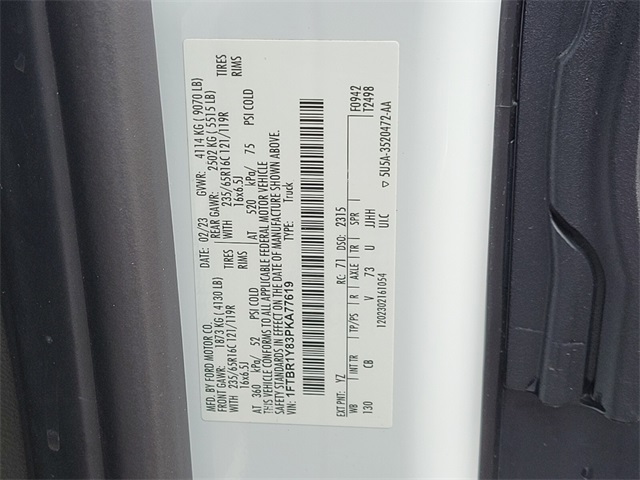 MFD. BY FORD MOTOR CO.
DATE: 02/23 GVWR: 4114 KG ( 9070 LB)
FRONT GAWR: 1873 KG ( 4130 LB) REAR GAWR: 2502 KG ( 5515 LB)
WITH 235/65R16C 121/119R TIRES WITH 235/65R16C 121/119R TIRES
16x6.5J RIMS 16x6.5J RIMS
AT 360 kPa/ 52 PSI COLD AT 520 kPa/ 75 PSI COLD
THIS VEHICLE CONFORMS TO ALL APPLICABLE FEDERAL MOTOR VEHICLE
SAFETY STANDARDS IN EFFECT ON THE DATE OF MANUFACTURE SHOWN ABOVE.
VIN: 1FTBR1Y83PKA77619 TYPE: Truck
EXT PNT: YZ RC: 71 DSO: 2315 F0942
WB INT TR TP/PS R AXLE TR SPR T2498
130 CB V 73 U JJHH
ULC
1202302161054 5U5A-3520472-AA